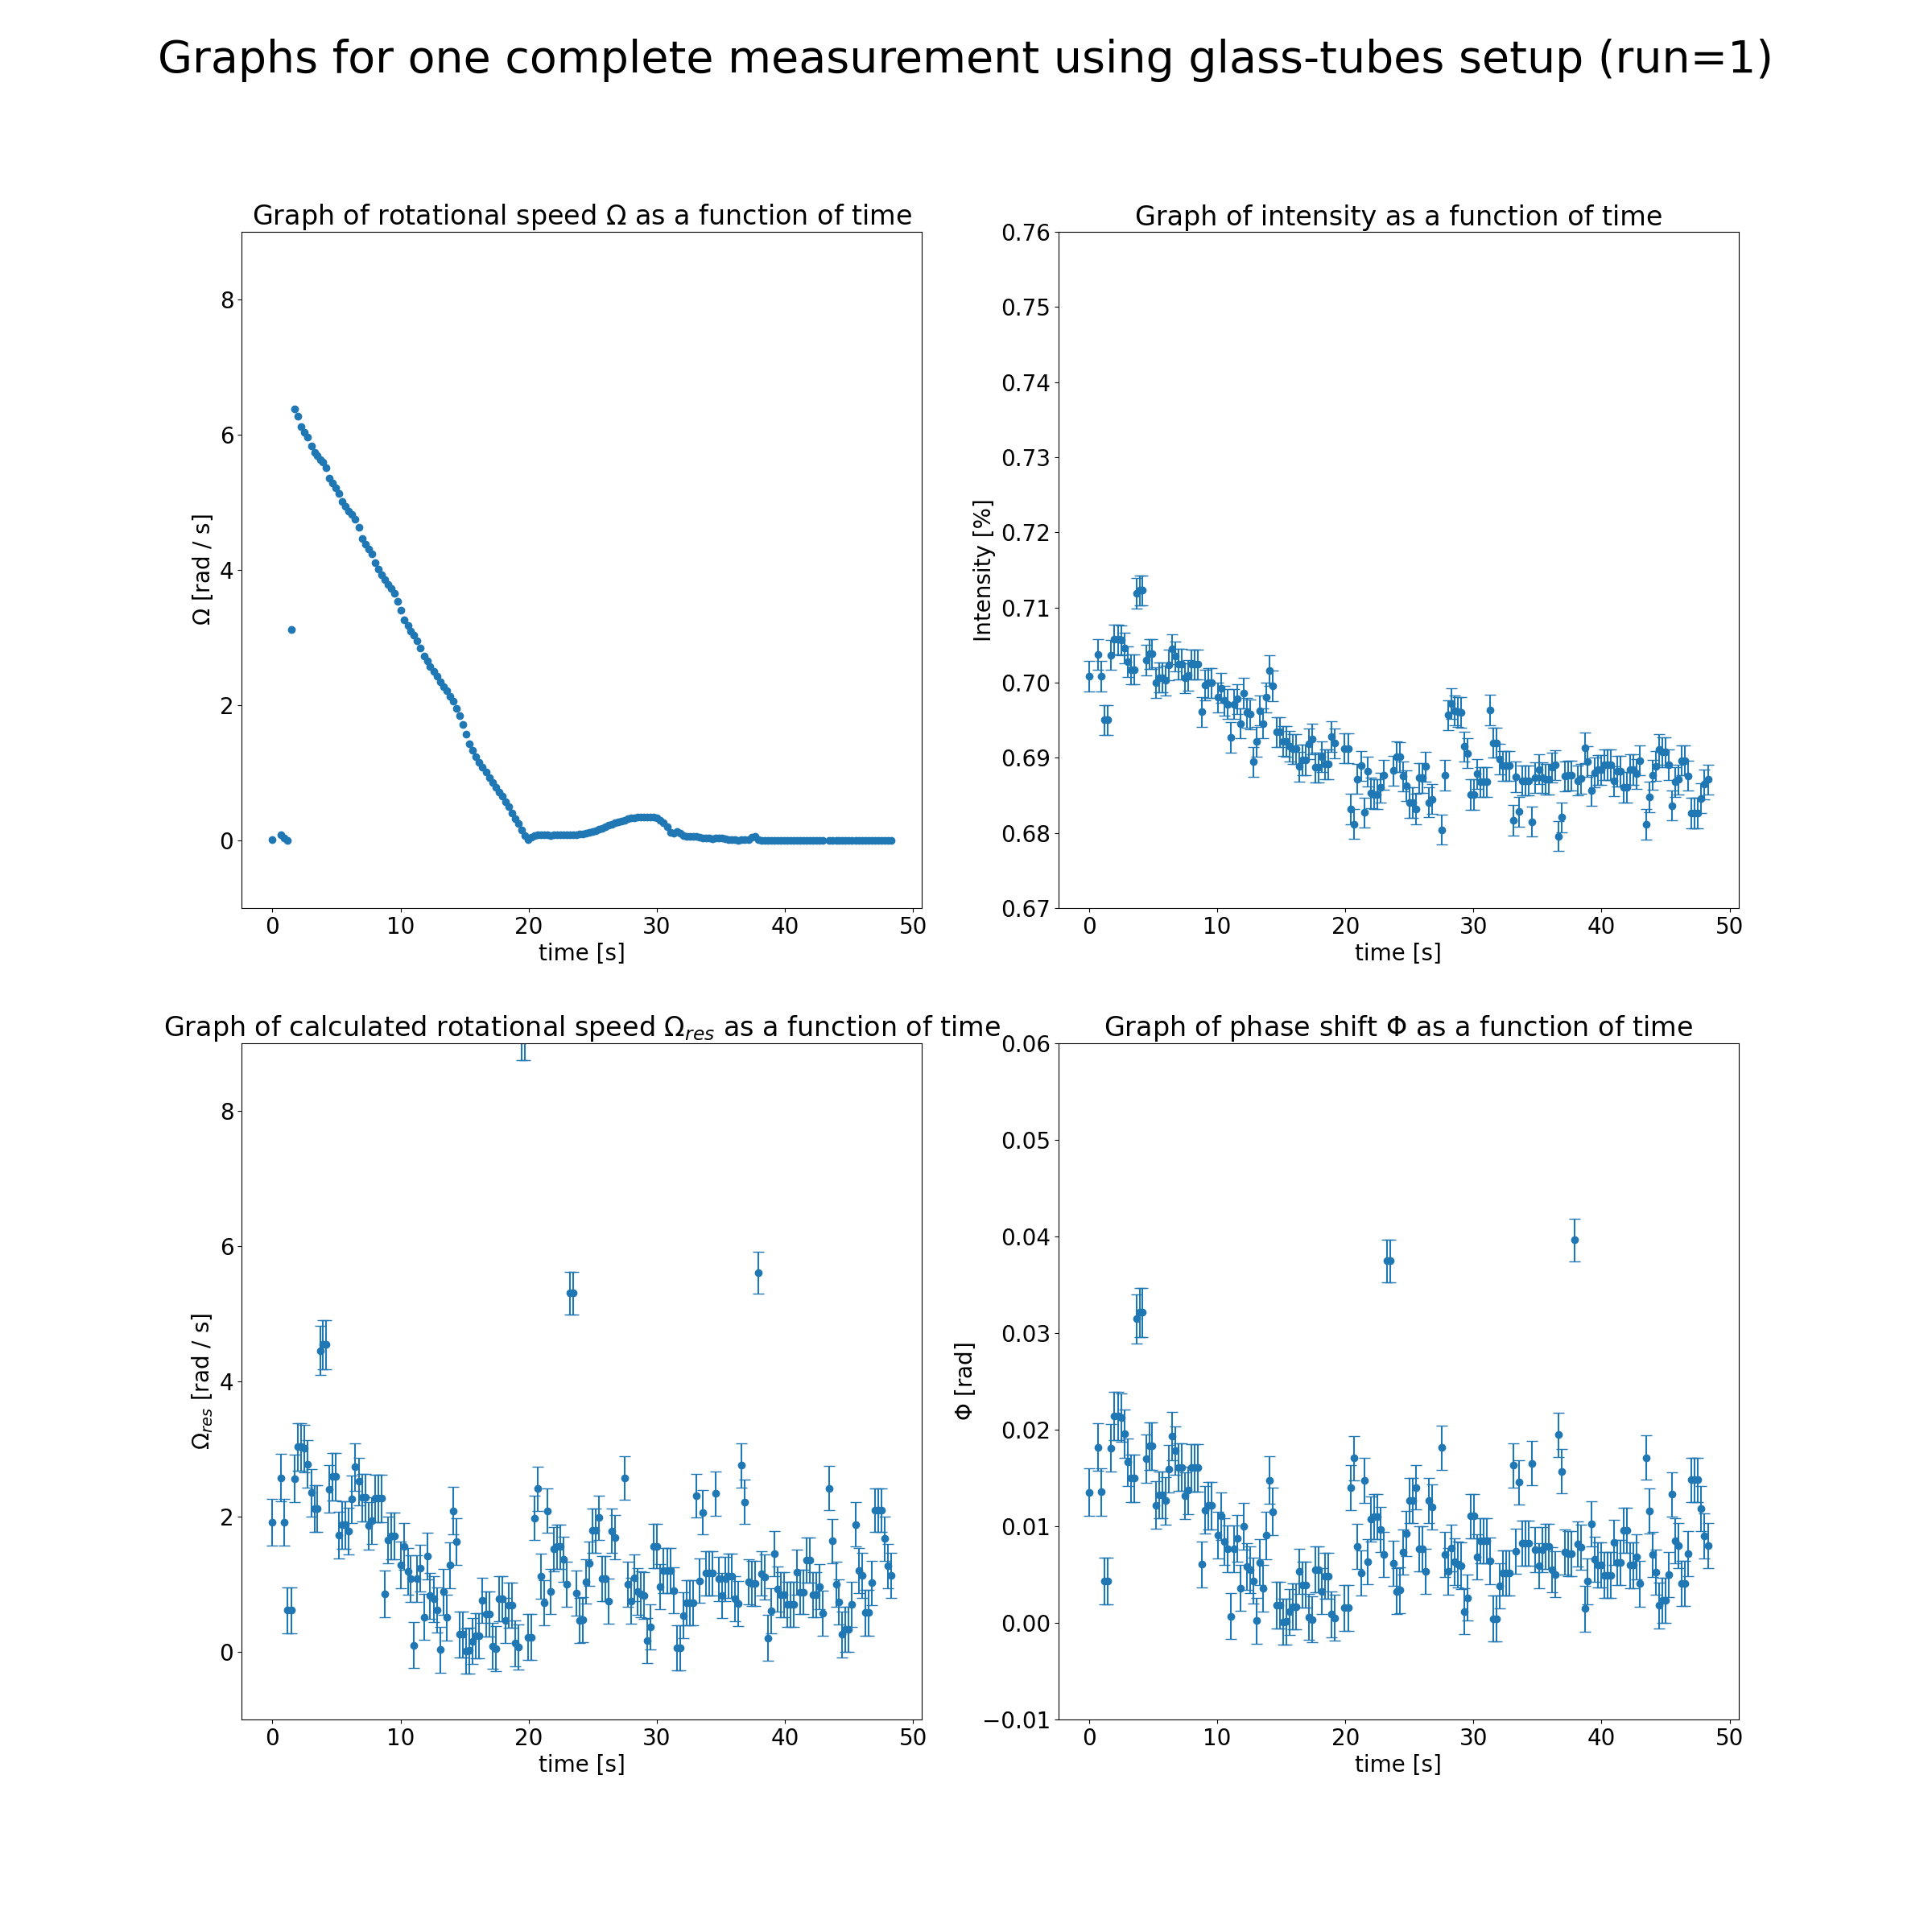 Graphs for one complete measurement using glass-tubes setup (run=1)
Graph of rotational speed Ω as a function of time
8
6
4
2
0
Ω [rad / s]
0 10 20 30 40 50
time [s]
Graph of intensity as a function of time
0.76
0.75
0.74
0.73
0.72
0.71
0.70
0.69
0.68
0.67
Intensity [%]
0 10 20 30 40 50
time [s]
Graph of calculated rotational speed Ωres as a function of time
8
6
4
2
0
Ωres [rad / s]
0 10 20 30 40 50
time [s]
Graph of phase shift Φ as a function of time
0.06
0.05
0.04
0.03
0.02
0.01
0.00
−0.01
Φ [rad]
0 10 20 30 40 50
time [s]